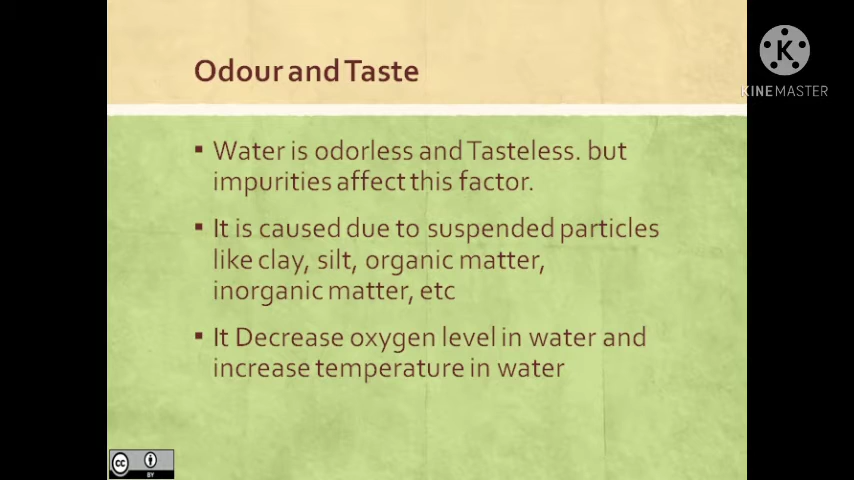 Odour and Taste
K
KINEMASTER
Water is odorless and Tasteless. but
impurities affect this factor.
It is caused due to suspended particles
like clay, silt, organic matter,
inorganic matter, etc
It Decrease oxygen level in water and
increase temperature in water
cc
BY